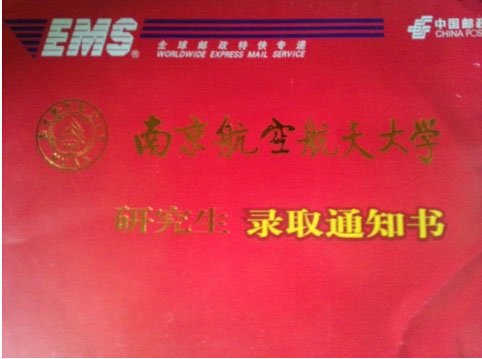 EMS® 全球邮政特快专递
WORLDWIDE EXPRESS MAIL SERVICE
中国邮政
CHINA POS
南京航空航天大学
研究生 录取通知书